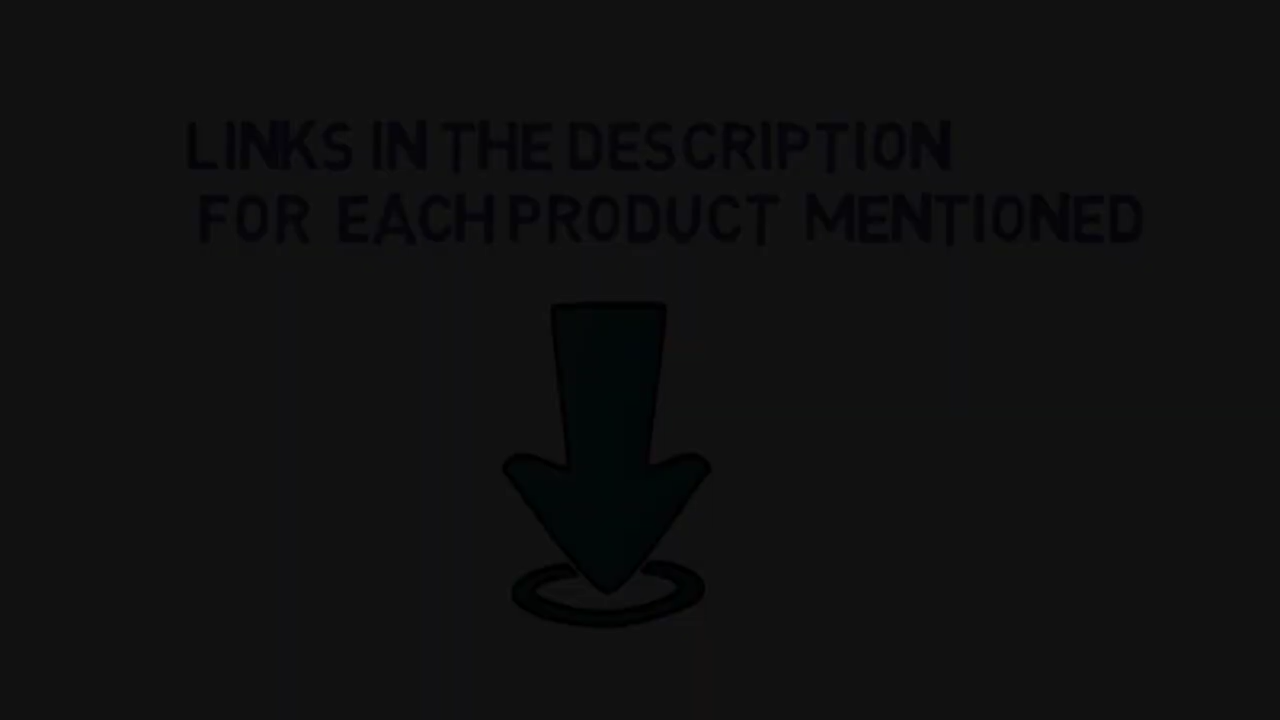 LINKS IN THE DESCRIPTION
FOR EACH PRODUCT MENTIONED